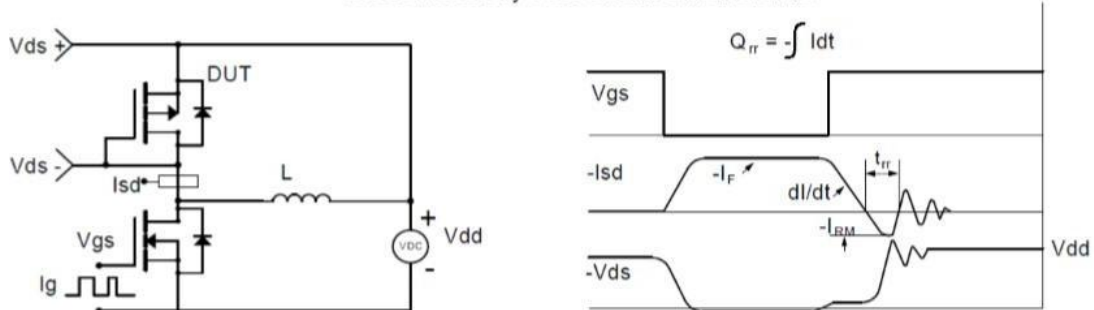 Vds +
DUT
Vds -
Isd
L
Vgs
Ig
+
VDC
-
Vdd
Qrr = -∫ Idt
Vgs
-Isd
-IF
dI/dt
trr
-IRM
Vdd
-Vds